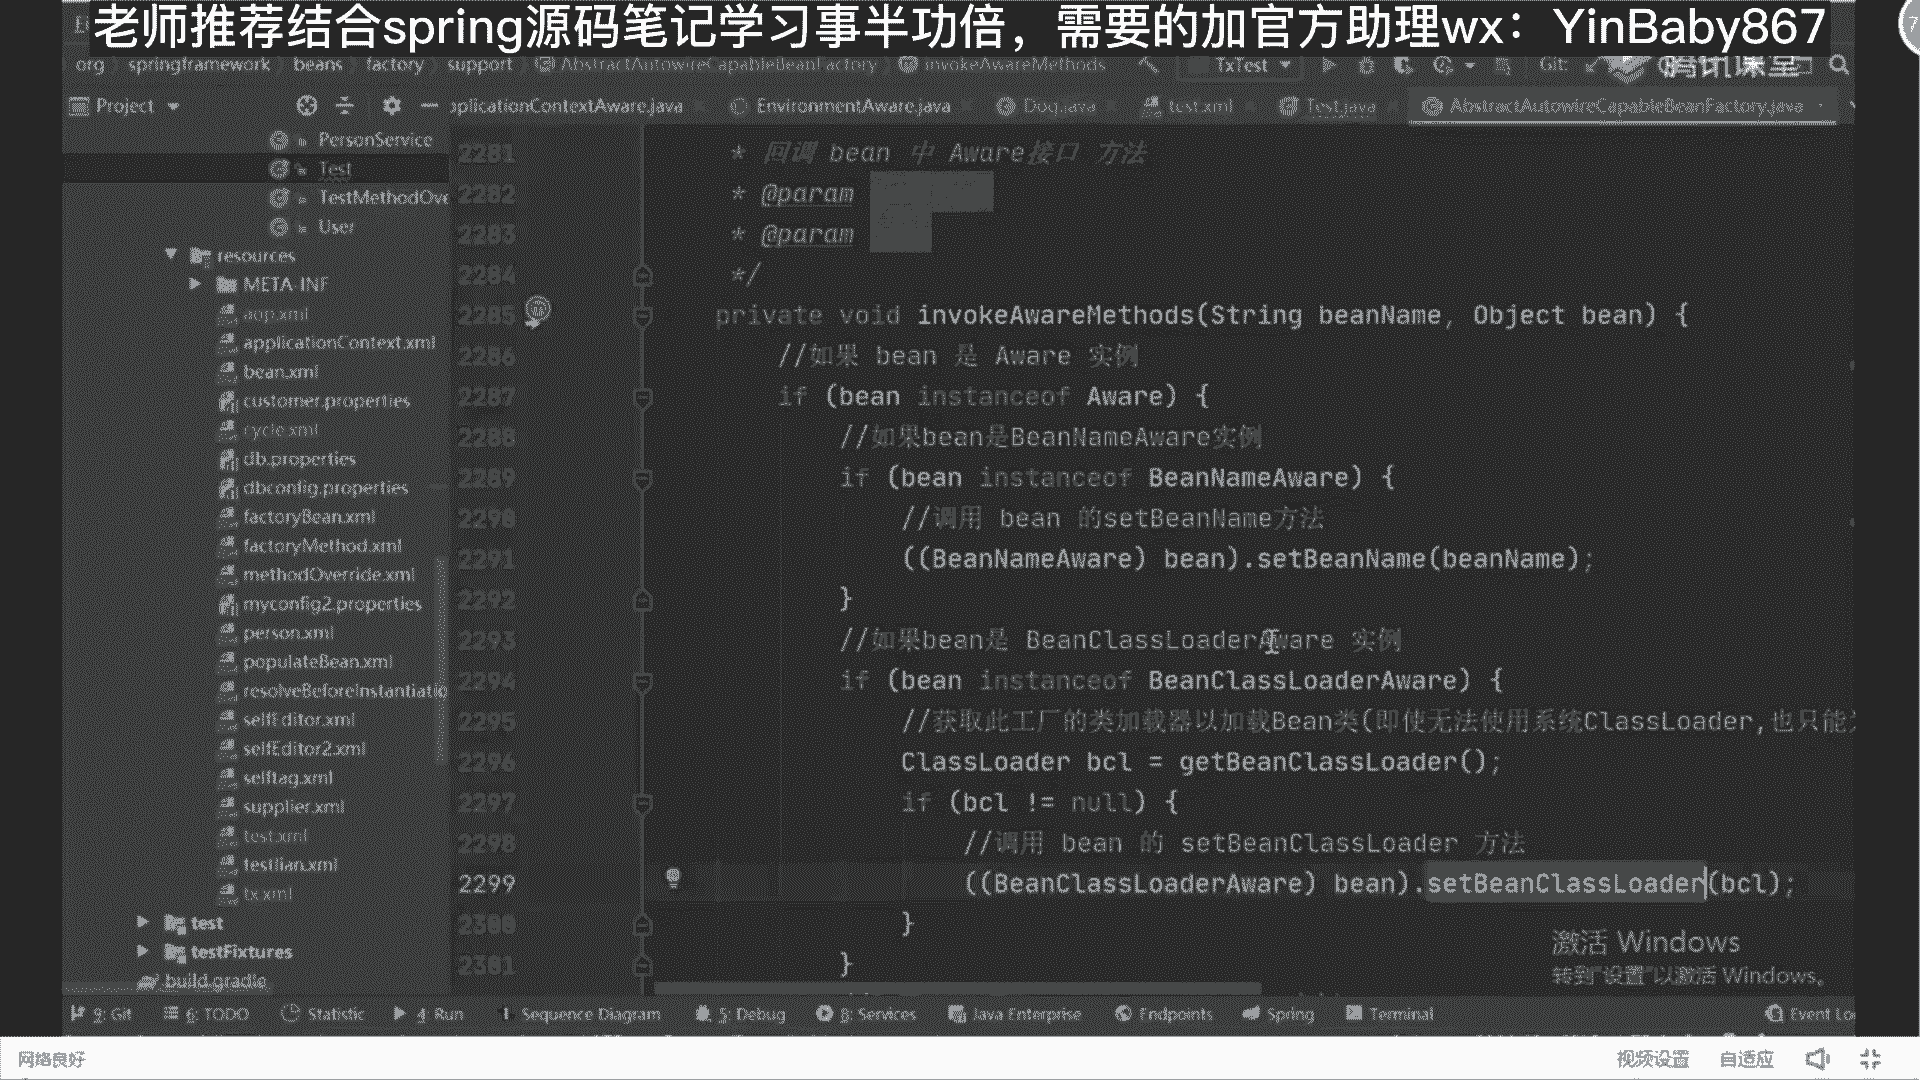 老师推荐结合spring源码笔记学习事半功倍，需要的加官方助理wx：YinBaby867
org springframework beans factory support AbstractAutowireCapableBeanFactory invokeAwareMethods TxTest Git: 腾讯课堂
Project pplicationContextAware.java EnvironmentAware.java Dog.java test.xml Test.java AbstractAutowireCapableBeanFactory.java
PersonService
Test
TestMethodOve
User
resources
META-INF
aop.xml
applicationContext.xml
bean.xml
customer.properties
cycle.xml
db.properties
dbconfig.properties
factoryBean.xml
factoryMethod.xml
methodOverride.xml
myconfig2.properties
person.xml
populateBean.xml
resolveBeforeInstantiatio
selfEditor.xml
selfEditor2.xml
selftag.xml
supplier.xml
test.xml
testlian.xml
tx.xml
test
testFixtures
build.gradle
2281 * 回调 bean 中 Aware接口 方法
2282 * @param
2283 * @param
2284 */
2285 private void invokeAwareMethods(String beanName, Object bean) {
2286 //如果 bean 是 Aware 实例
2287 if (bean instanceof Aware) {
2288 //如果bean是BeanNameAware实例
2289 if (bean instanceof BeanNameAware) {
2290 //调用 bean 的setBeanName方法
2291 ((BeanNameAware) bean).setBeanName(beanName);
2292 }
2293 //如果bean是 BeanClassLoaderAware 实例
2294 if (bean instanceof BeanClassLoaderAware) {
2295 //获取此工厂的类加载器以加载Bean类(即使无法使用系统ClassLoader,也只能
2296 ClassLoader bcl = getBeanClassLoader();
2297 if (bcl != null) {
2298 //调用 bean 的 setBeanClassLoader 方法
2299 ((BeanClassLoaderAware) bean).setBeanClassLoader(bcl);
2300 }
2301 }
激活 Windows
转到"设置"以激活 Windows。
9: Git 6: TODO Statistic 4: Run Sequence Diagram 5: Debug 8: Services Java Enterprise Endpoints Spring Terminal Event Lo
网络良好 视频设置 自适应